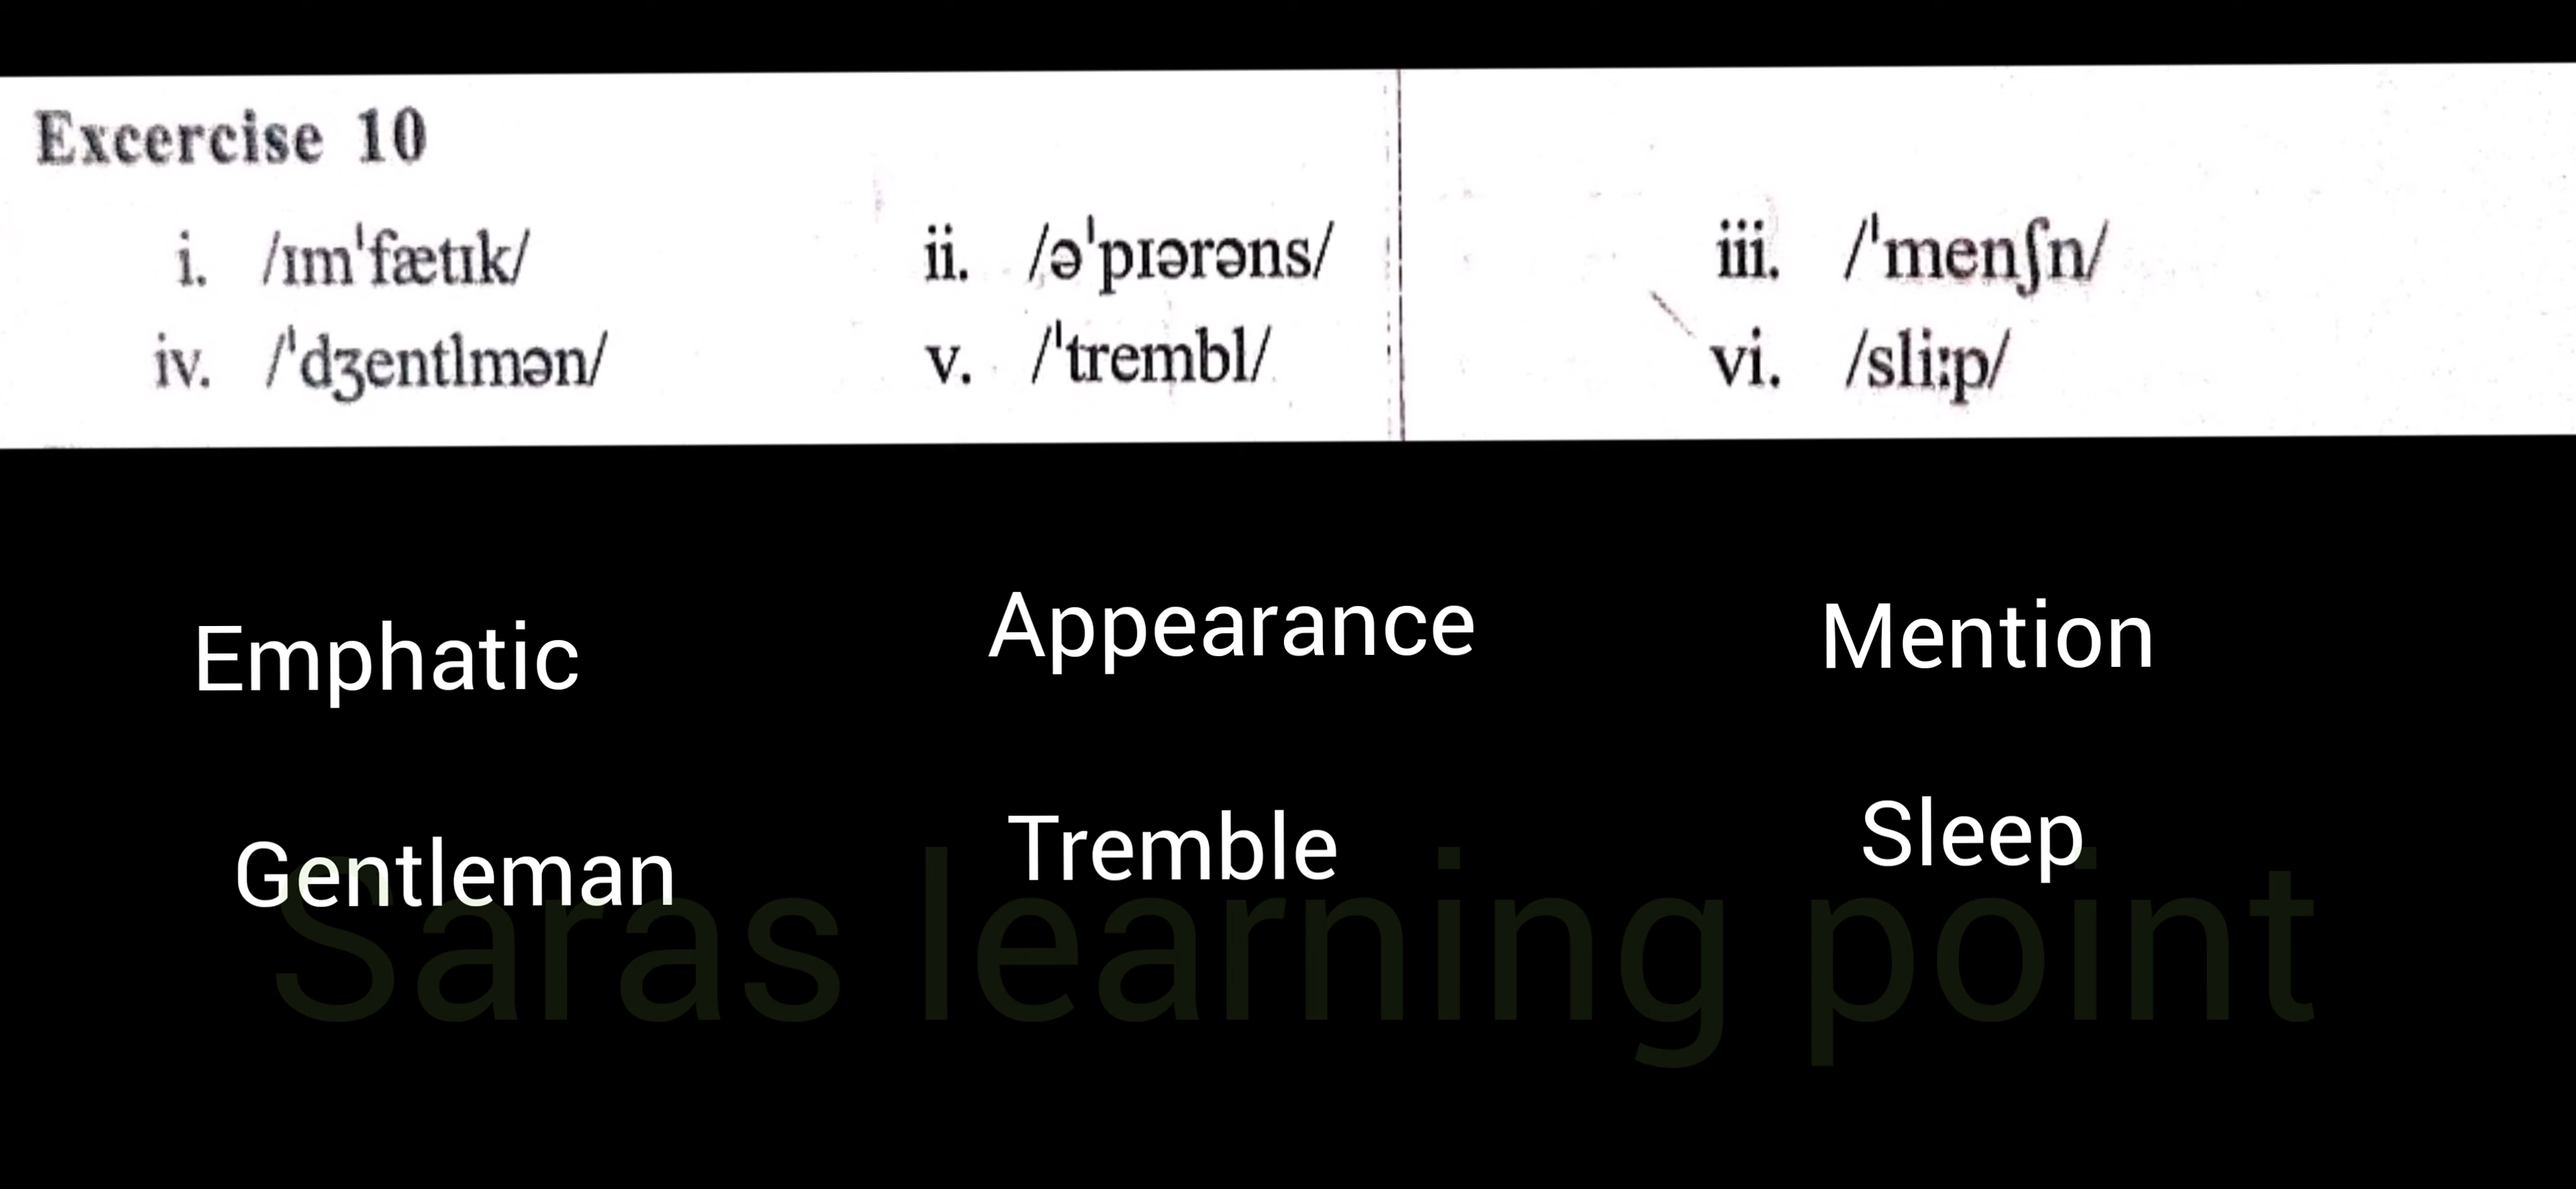 Excercise 10
i. /ɪmˈfætɪk/ ii. /əˈpɪərəns/ iii. /ˈmenʃn/
iv. /ˈdʒentlmən/ v. /ˈtrembl/ vi. /sliːp/
Emphatic Appearance Mention
Gentleman Tremble Sleep
Saras learning point